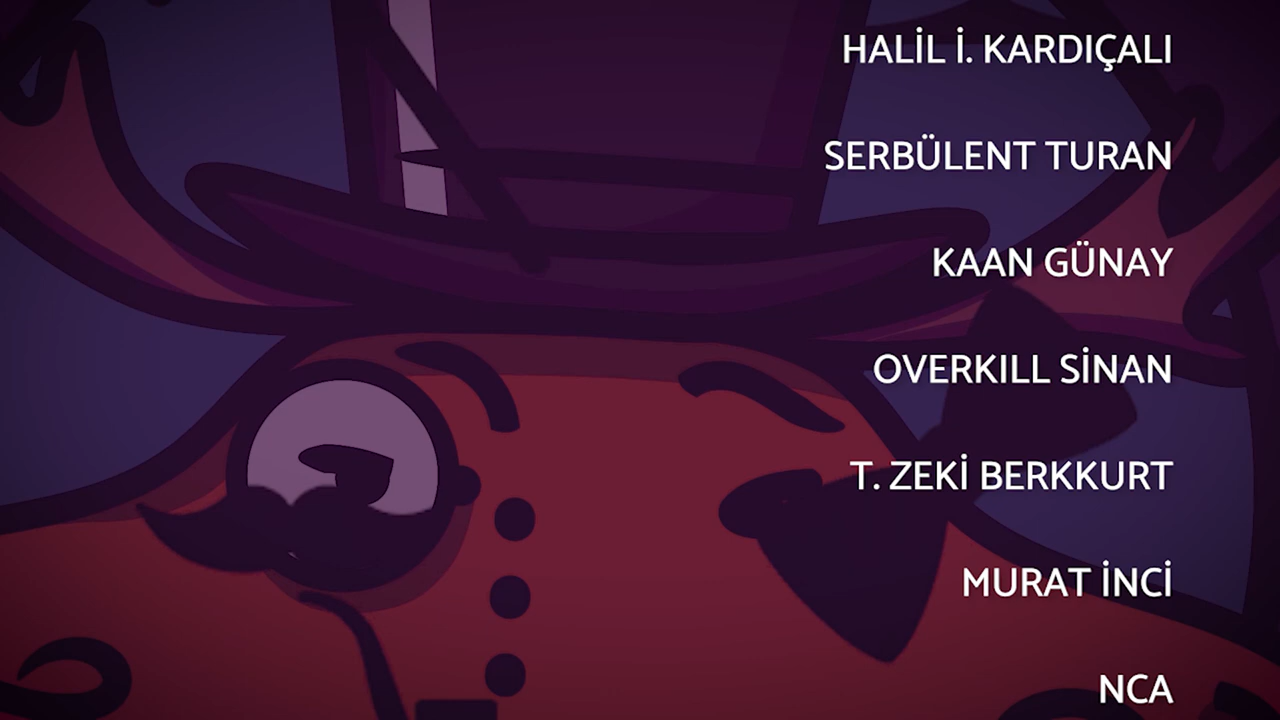 HALİL İ. KARDIÇALI
SERBÜLENT TURAN
KAAN GÜNAY
OVERKILL SİNAN
T. ZEKİ BERKKURT
MURAT İNCİ
NCA